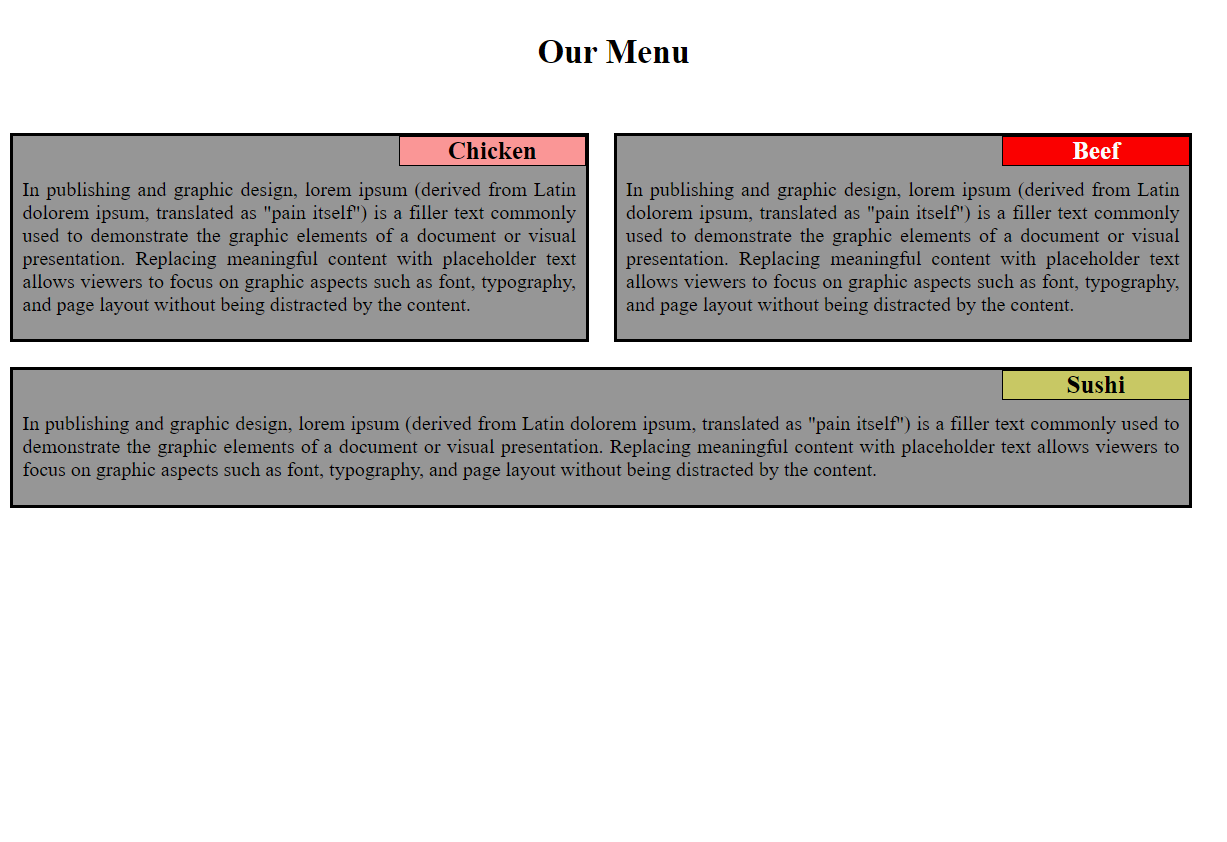 Our Menu
Chicken
In publishing and graphic design, lorem ipsum (derived from Latin
dolorem ipsum, translated as "pain itself") is a filler text commonly
used to demonstrate the graphic elements of a document or visual
presentation. Replacing meaningful content with placeholder text
allows viewers to focus on graphic aspects such as font, typography,
and page layout without being distracted by the content.
Beef
In publishing and graphic design, lorem ipsum (derived from Latin
dolorem ipsum, translated as "pain itself") is a filler text commonly
used to demonstrate the graphic elements of a document or visual
presentation. Replacing meaningful content with placeholder text
allows viewers to focus on graphic aspects such as font, typography,
and page layout without being distracted by the content.
Sushi
In publishing and graphic design, lorem ipsum (derived from Latin dolorem ipsum, translated as "pain itself") is a filler text commonly used to
demonstrate the graphic elements of a document or visual presentation. Replacing meaningful content with placeholder text allows viewers to
focus on graphic aspects such as font, typography, and page layout without being distracted by the content.